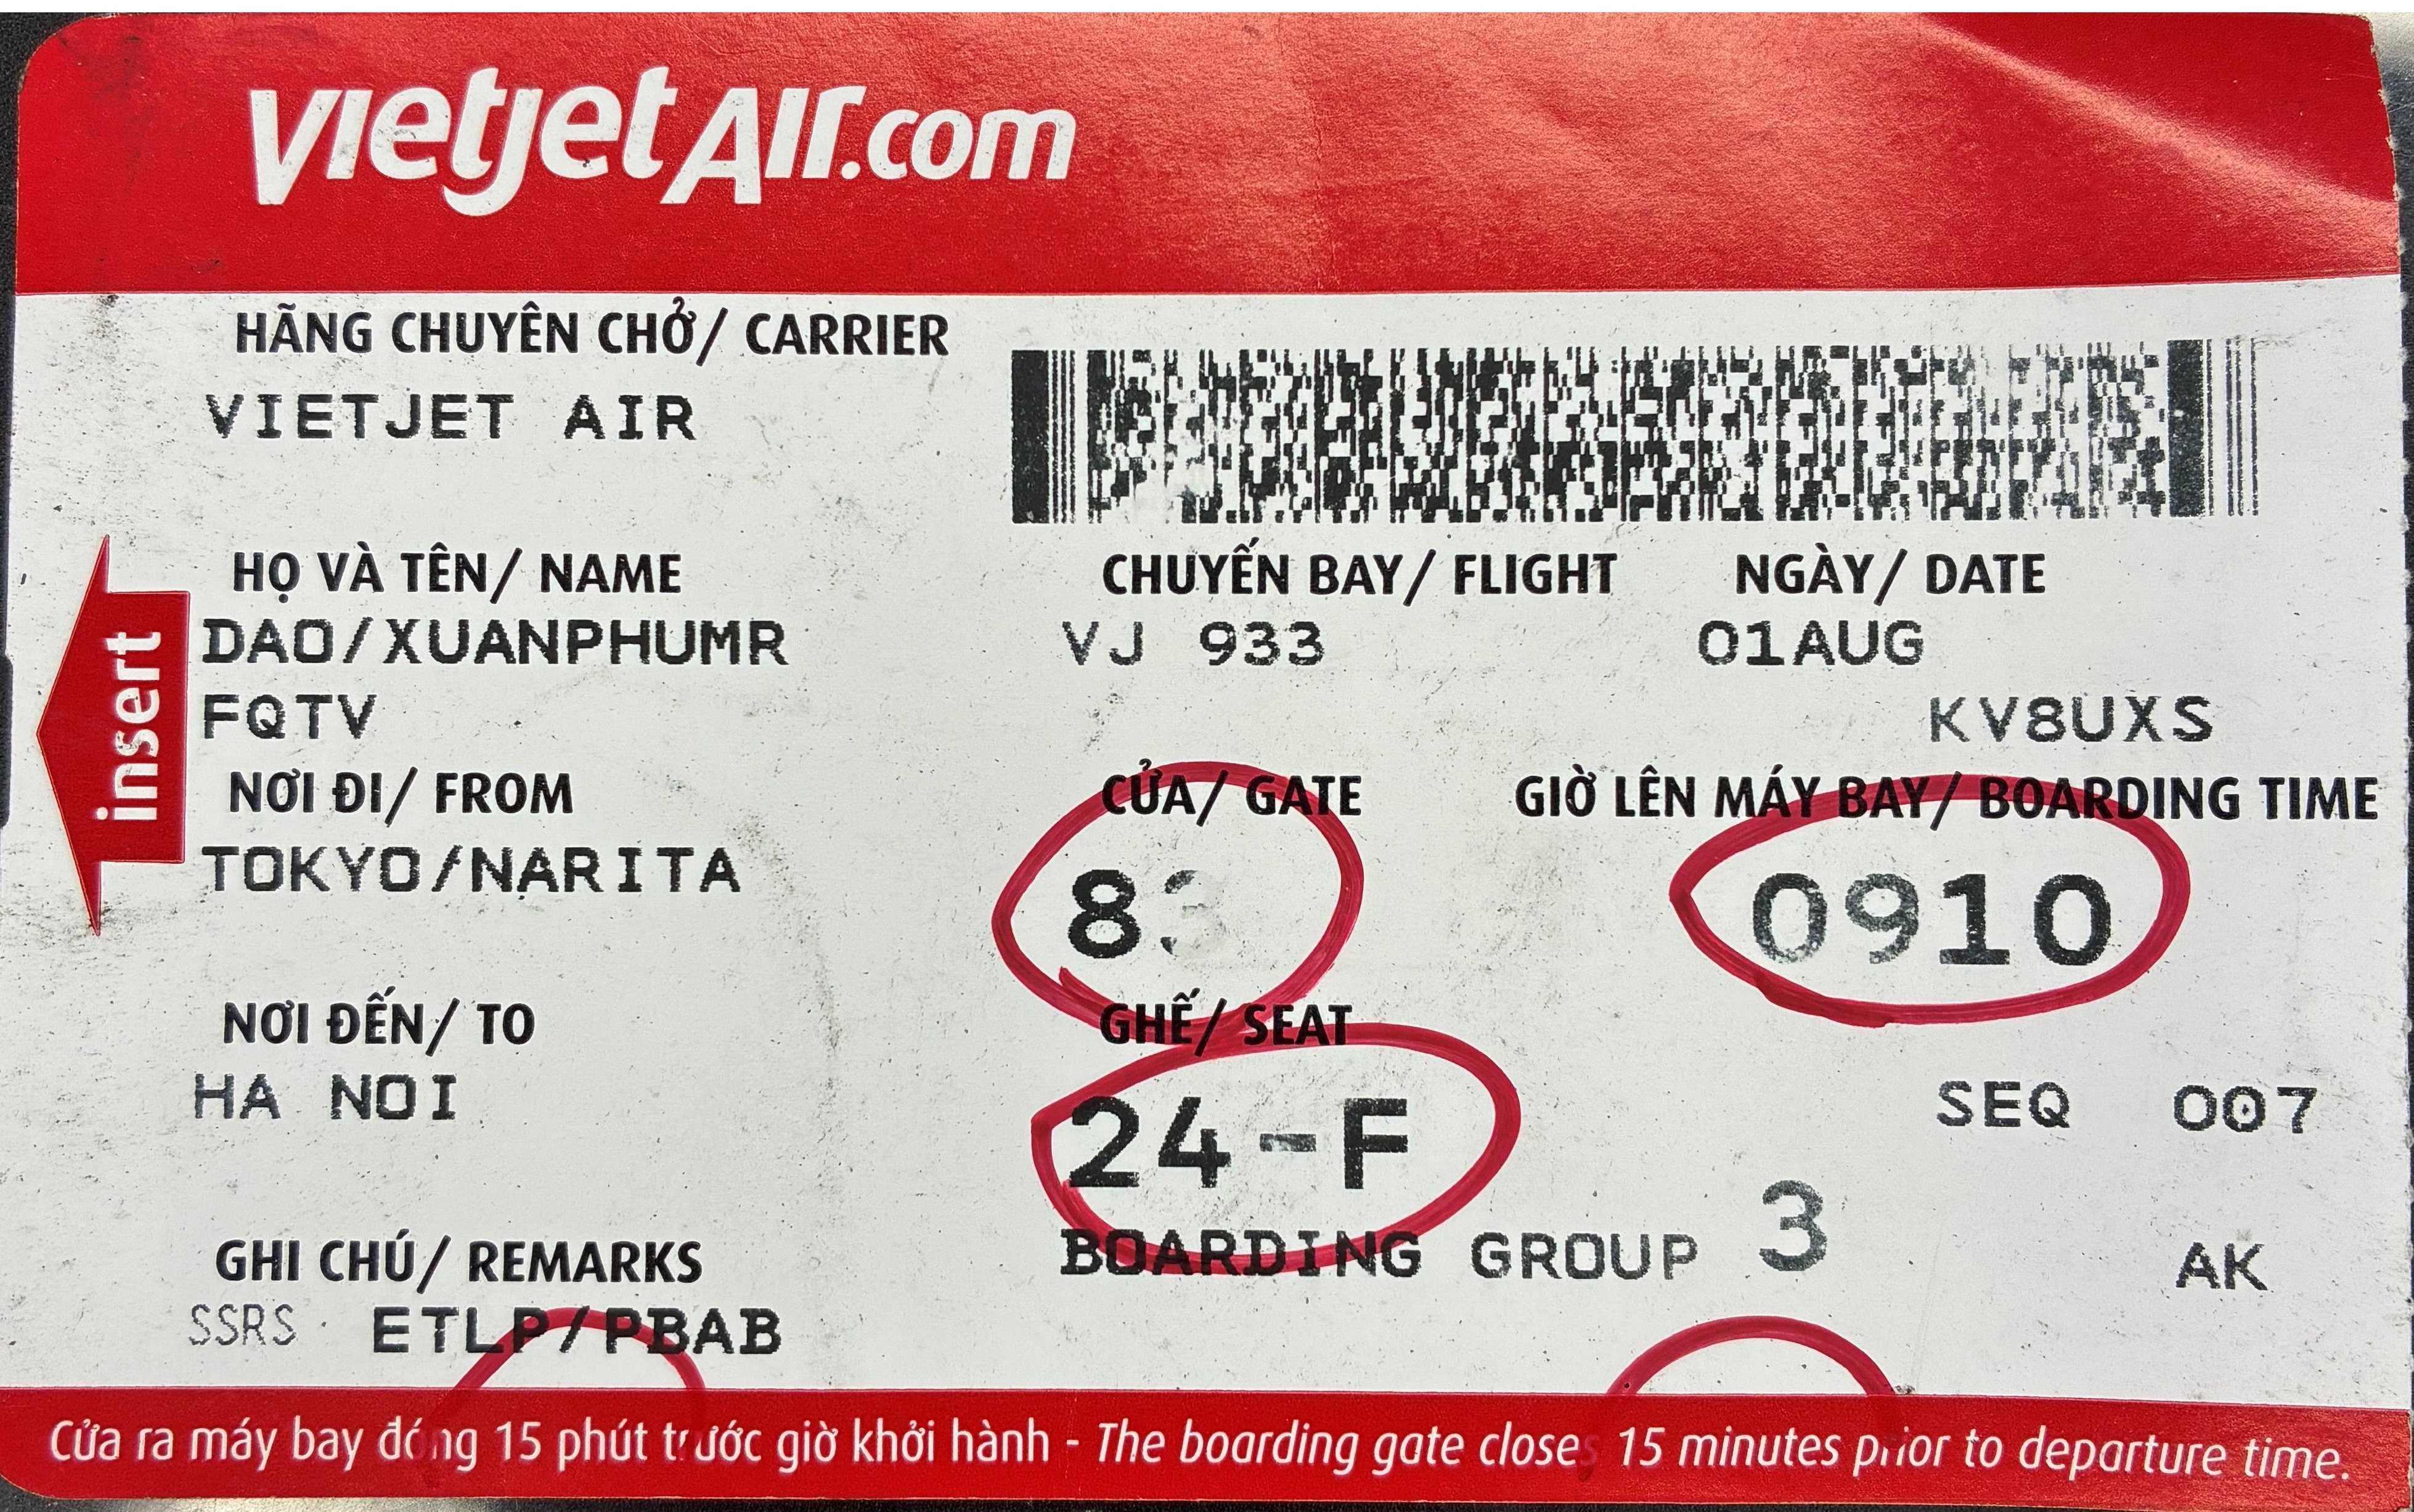 vietjetAir.com
HÃNG CHUYÊN CHỞ/ CARRIER
VIETJET AIR
HỌ VÀ TÊN/ NAME
CHUYẾN BAY/ FLIGHT
NGÀY/ DATE
DAO/XUANPHUMR
VJ 933
01AUG
FQTV
KV8UXS
insert
NƠI ĐI/ FROM
CỬA/ GATE
GIỜ LÊN MÁY BAY/ BOARDING TIME
TOKYO/NARITA
83
0910
NƠI ĐẾN/ TO
GHẾ/ SEAT
HA NOI
24-F
SEQ 007
GHI CHÚ/ REMARKS
BOARDING GROUP 3
AK
SSRS ETLP/PBAB
Cửa ra máy bay đóng 15 phút trước giờ khởi hành - The boarding gate closes 15 minutes prior to departure time.